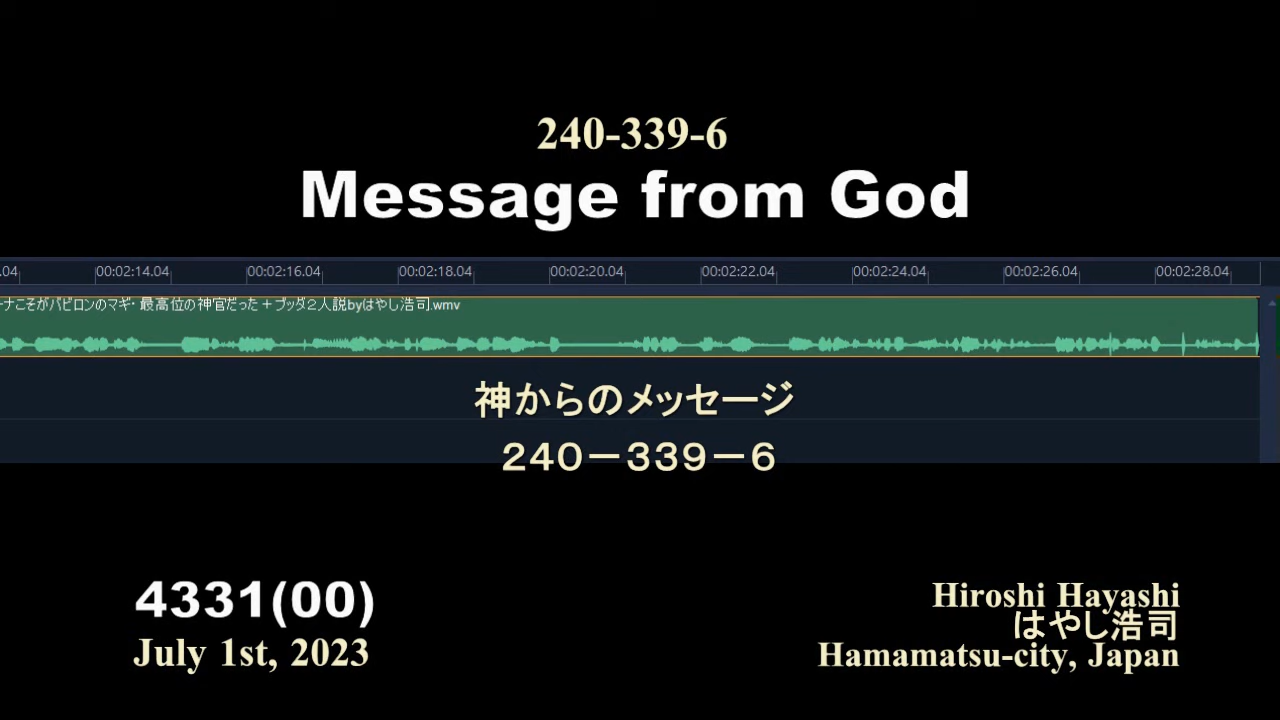 240-339-6
Message from God
.04 00:02:14.04 00:02:16.04 00:02:18.04 00:02:20.04 00:02:22.04 00:02:24.04 00:02:26.04 00:02:28.04
ーナこそがバビロンのマギ・最高位の神官だった＋ブッダ２人説byはやし浩司.wmv
神からのメッセージ
２４０－３３９－６
4331(00)
July 1st, 2023
Hiroshi Hayashi
はやし浩司
Hamamatsu-city, Japan